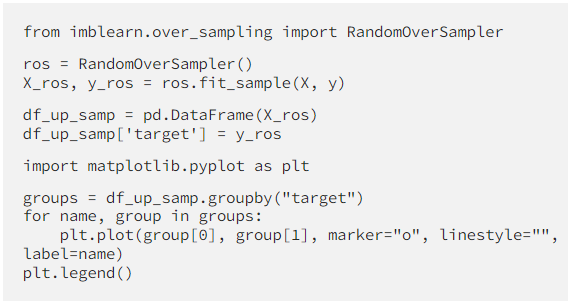 from imblearn.over_sampling import RandomOverSampler
ros = RandomOverSampler()
X_ros, y_ros = ros.fit_sample(X, y)
df_up_samp = pd.DataFrame(X_ros)
df_up_samp['target'] = y_ros
import matplotlib.pyplot as plt
groups = df_up_samp.groupby("target")
for name, group in groups:
    plt.plot(group[0], group[1], marker="o", linestyle="",
label=name)
plt.legend()